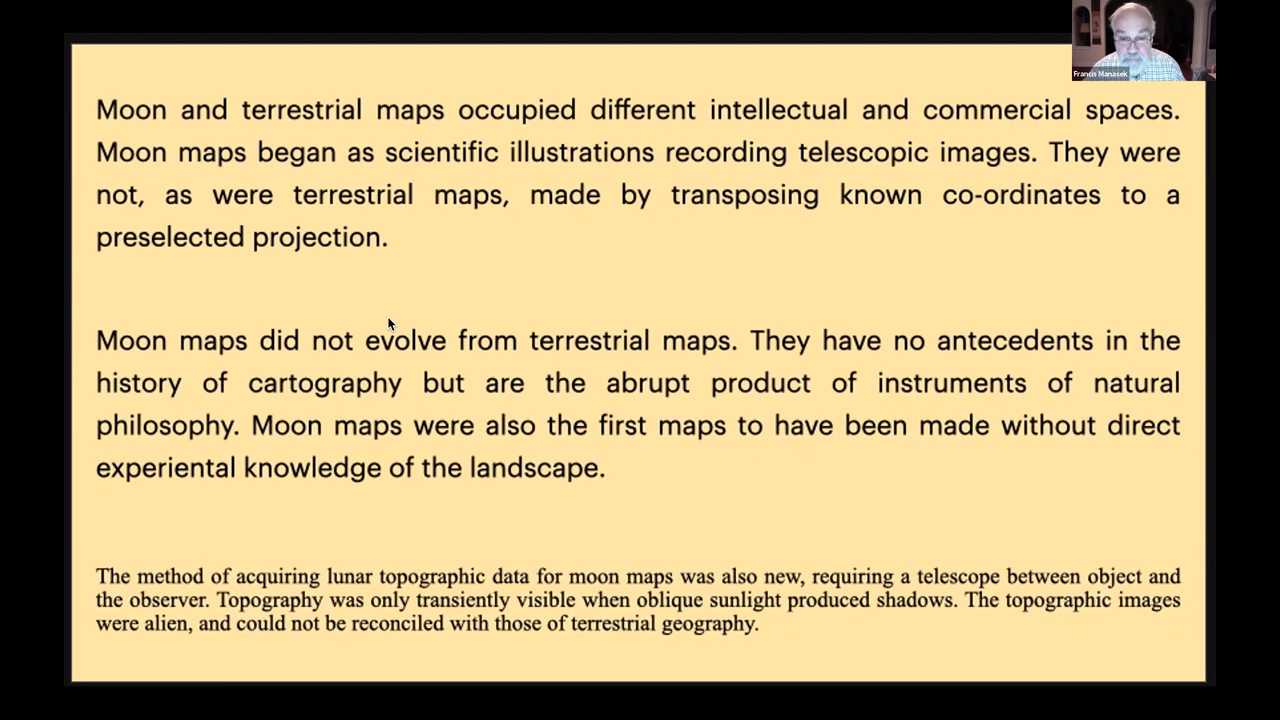 Francis Manasek
Moon and terrestrial maps occupied different intellectual and commercial spaces.
Moon maps began as scientific illustrations recording telescopic images. They were
not, as were terrestrial maps, made by transposing known co-ordinates to a
preselected projection.
Moon maps did not evolve from terrestrial maps. They have no antecedents in the
history of cartography but are the abrupt product of instruments of natural
philosophy. Moon maps were also the first maps to have been made without direct
experiental knowledge of the landscape.
The method of acquiring lunar topographic data for moon maps was also new, requiring a telescope between object and
the observer. Topography was only transiently visible when oblique sunlight produced shadows. The topographic images
were alien, and could not be reconciled with those of terrestrial geography.